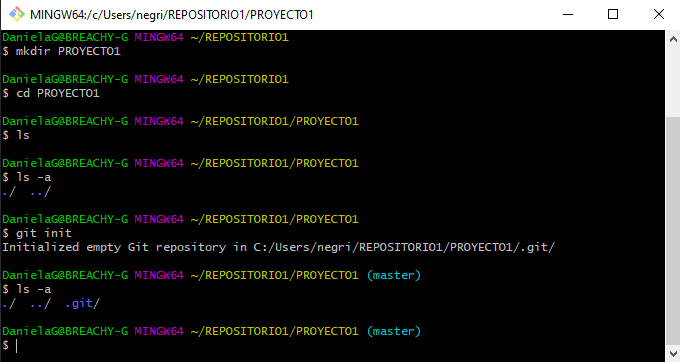 MINGW64:/c/Users/negri/REPOSITORIO1/PROYECTO1
DanielaG@BREACHY-G MINGW64 ~/REPOSITORIO1
$ mkdir PROYECTO1
DanielaG@BREACHY-G MINGW64 ~/REPOSITORIO1
$ cd PROYECTO1
DanielaG@BREACHY-G MINGW64 ~/REPOSITORIO1/PROYECTO1
$ ls
DanielaG@BREACHY-G MINGW64 ~/REPOSITORIO1/PROYECTO1
$ ls -a
./  ../
DanielaG@BREACHY-G MINGW64 ~/REPOSITORIO1/PROYECTO1
$ git init
Initialized empty Git repository in C:/Users/negri/REPOSITORIO1/PROYECTO1/.git/
DanielaG@BREACHY-G MINGW64 ~/REPOSITORIO1/PROYECTO1 (master)
$ ls -a
./  ../  .git/
DanielaG@BREACHY-G MINGW64 ~/REPOSITORIO1/PROYECTO1 (master)
$